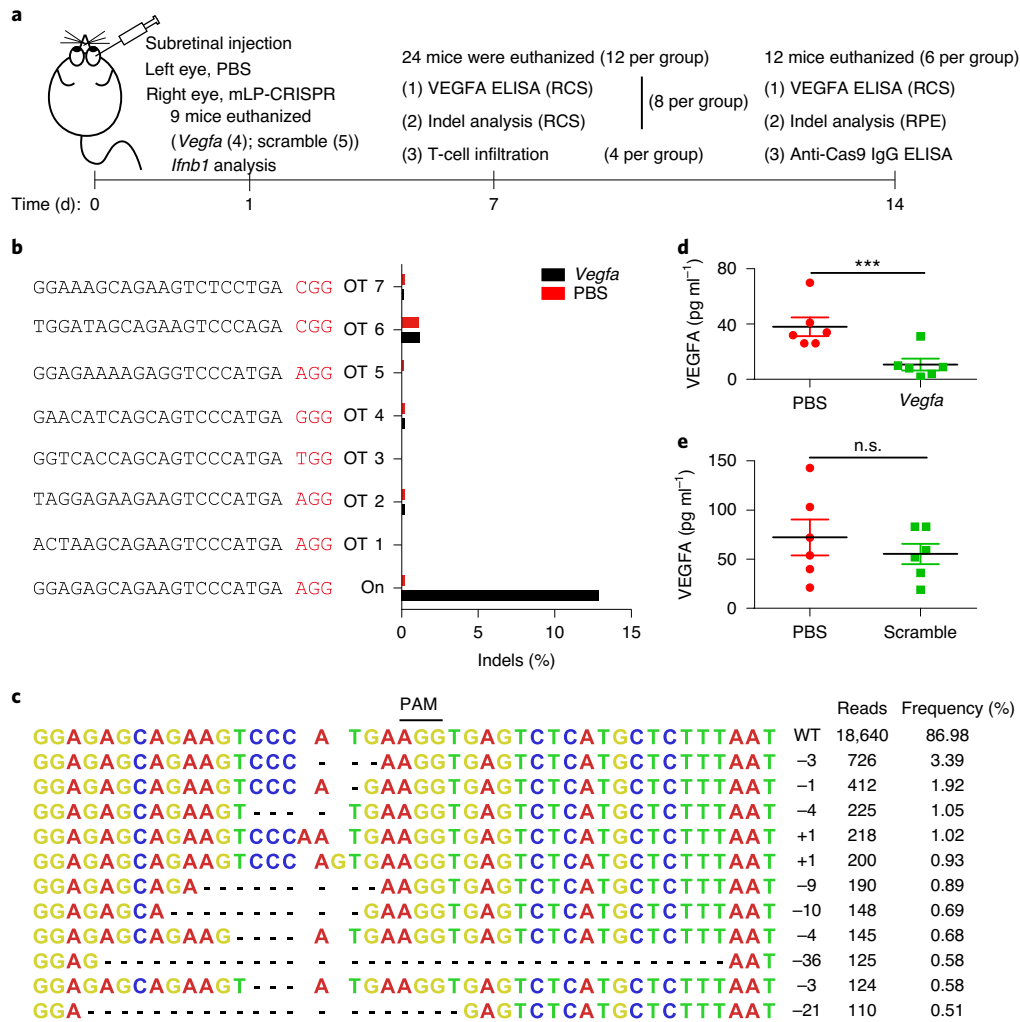 a
Subretinal injection
Left eye, PBS
Right eye, mLP-CRISPR
9 mice euthanized
(Vegfa (4); scramble (5))
Ifnb1 analysis
24 mice were euthanized (12 per group)
(1) VEGFA ELISA (RCS)
(2) Indel analysis (RCS)
(8 per group)
(3) T-cell infiltration (4 per group)
12 mice euthanized (6 per group)
(1) VEGFA ELISA (RCS)
(2) Indel analysis (RPE)
(3) Anti-Cas9 IgG ELISA
Time (d): 0 1 7 14
b
Vegfa
PBS
GGAAAGCAGAAGTCTCCTGA CGG OT 7
TGGATAGCAGAAGTCCCAGA CGG OT 6
GGAGAAAAGAGGTCCCATGA AGG OT 5
GAACATCAGCAGTCCCATGA GGG OT 4
GGTCACCAGCAGTCCCATGA TGG OT 3
TAGGAGAAGAAGTCCCATGA AGG OT 2
ACTAAGCAGAAGTCCCATGA AGG OT 1
GGAGAGCAGAAGTCCCATGA AGG On
0 5 10 15
Indels (%)
d
VEGFA (pg ml−1)
80
40
0
***
PBS Vegfa
e
VEGFA (pg ml−1)
150
100
50
0
n.s.
PBS Scramble
c
PAM
Reads Frequency (%)
GGAGAGCAGAAGTCCC A TGAAGGTGAGTCTCATGCTCTTTAAT WT 18,640 86.98
GGAGAGCAGAAGTCCC - --AAGGTGAGTCTCATGCTCTTTAAT −3 726 3.39
GGAGAGCAGAAGTCCC A -GAAGGTGAGTCTCATGCTCTTTAAT −1 412 1.92
GGAGAGCAGAAGT--- - TGAAGGTGAGTCTCATGCTCTTTAAT −4 225 1.05
GGAGAGCAGAAGTCCCAA TGAAGGTGAGTCTCATGCTCTTTAAT +1 218 1.02
GGAGAGCAGAAGTCCC AGTGAAGGTGAGTCTCATGCTCTTTAAT +1 200 0.93
GGAGAGCAGA------ - --AAGGTGAGTCTCATGCTCTTTAAT −9 190 0.89
GGAGAGCA-------- - -GAAGGTGAGTCTCATGCTCTTTAAT −10 148 0.69
GGAGAGCAGAAG---- A TGAAGGTGAGTCTCATGCTCTTTAAT −4 145 0.68
GGAG------------ - -----------------------AAT −36 125 0.58
GGAGAGCAGAAGT--- A TGAAGGTGAGTCTCATGCTCTTTAAT −3 124 0.58
GGA------------- - -------GAGTCTCATGCTCTTTAAT −21 110 0.51